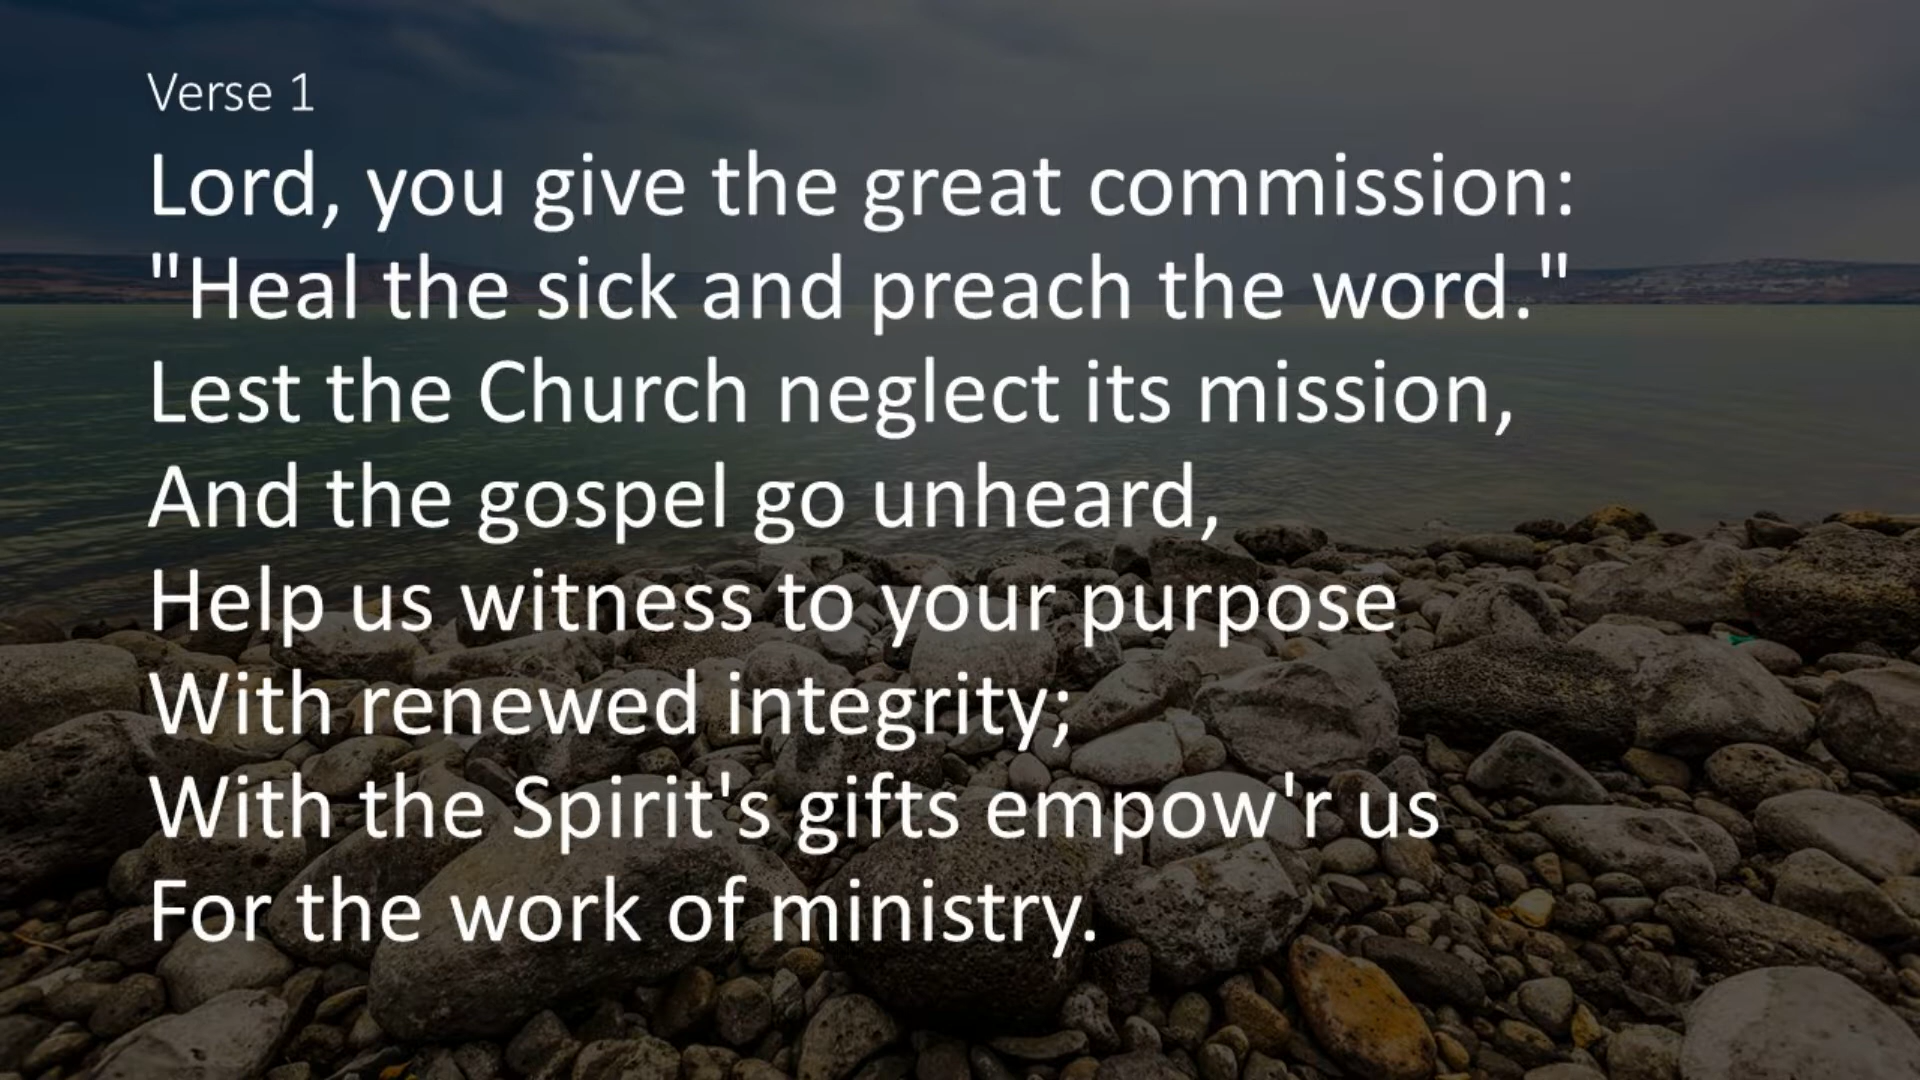 Verse 1
Lord, you give the great commission:
"Heal the sick and preach the word."
Lest the Church neglect its mission,
And the gospel go unheard,
Help us witness to your purpose
With renewed integrity;
With the Spirit's gifts empow'r us
For the work of ministry.